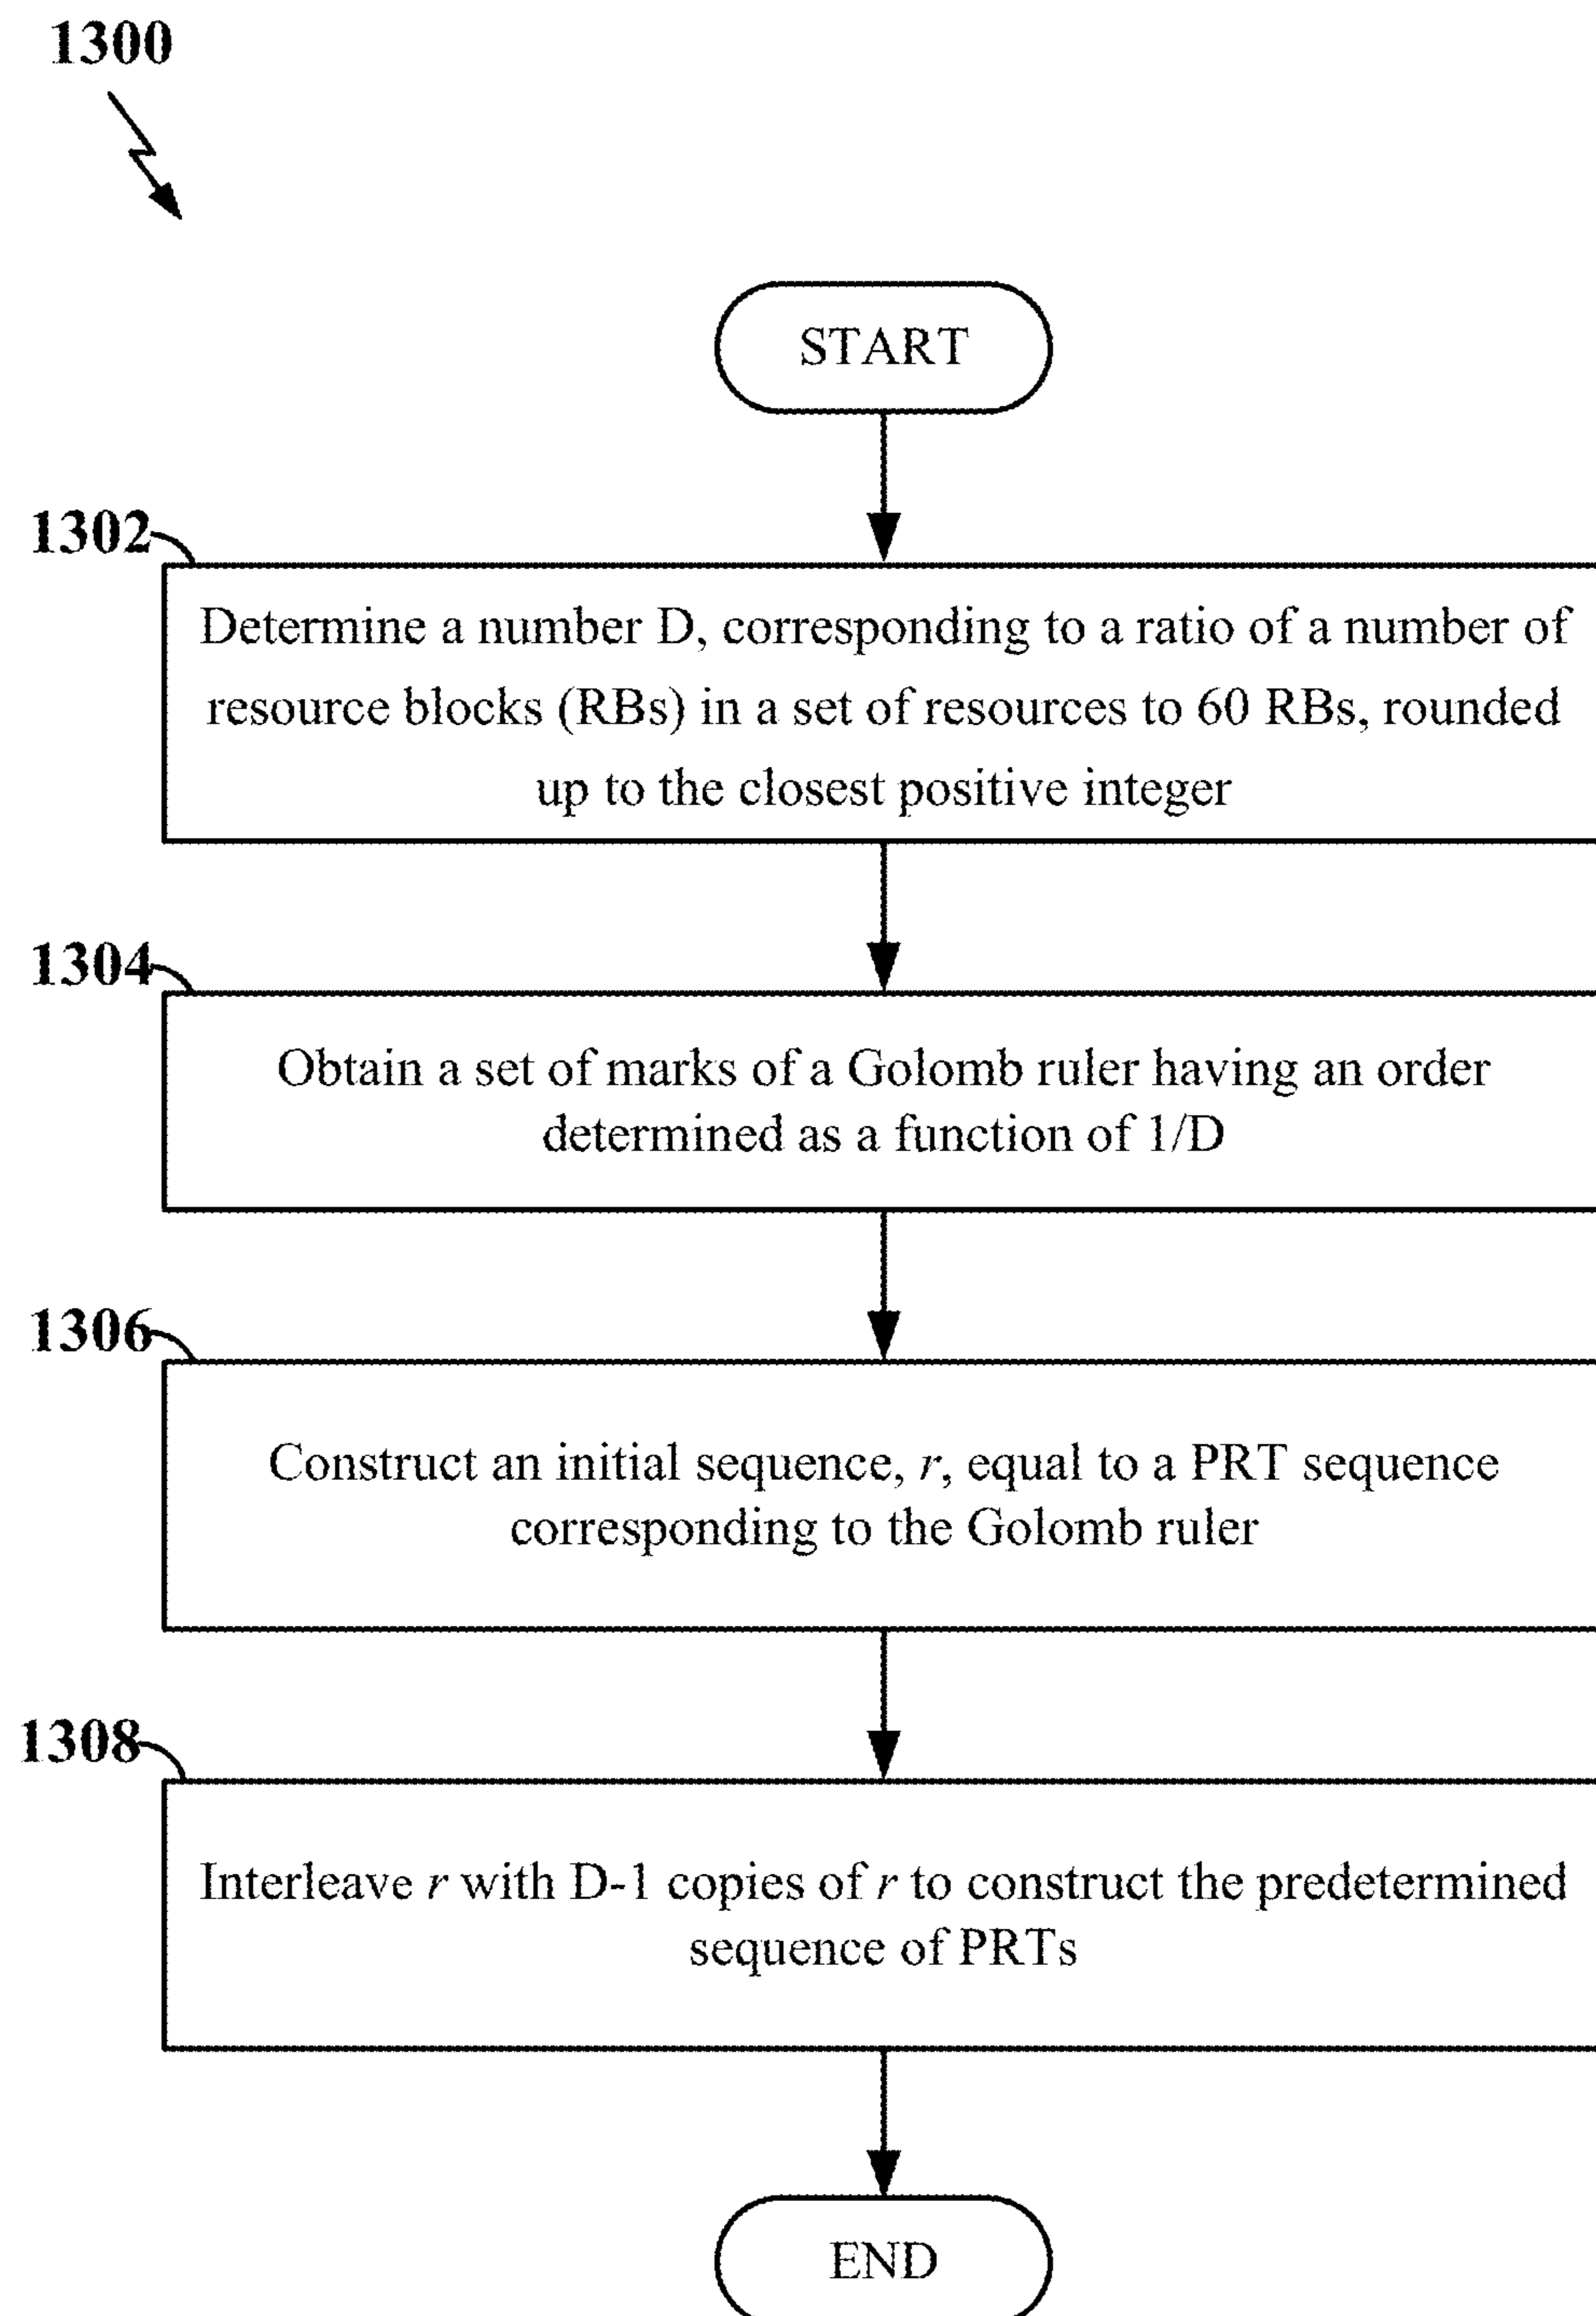 1300
START
1302
Determine a number D, corresponding to a ratio of a number of
resource blocks (RBs) in a set of resources to 60 RBs, rounded
up to the closest positive integer
1304
Obtain a set of marks of a Golomb ruler having an order
determined as a function of 1/D
1306
Construct an initial sequence, r, equal to a PRT sequence
corresponding to the Golomb ruler
1308
Interleave r with D-1 copies of r to construct the predetermined
sequence of PRTs
END